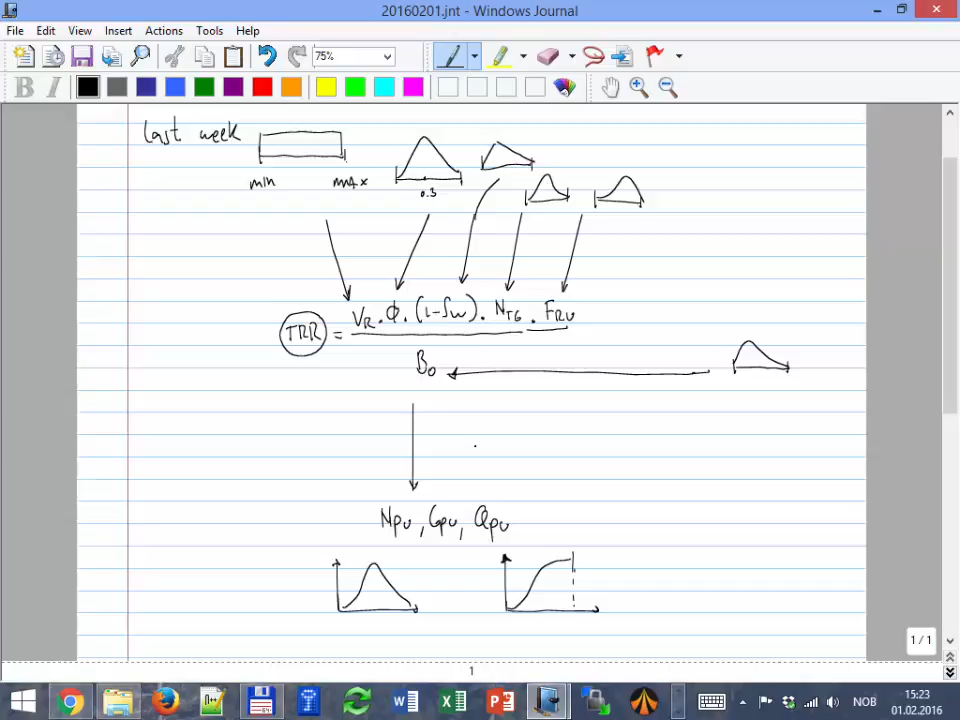 20160201.jnt - Windows Journal
File Edit View Insert Actions Tools Help
75%
B I
last week
min max
0.3
TRR = VR . Φ . (1-Sw) . NTG . FRU
Bo
Npu, Gpu, Qpu
1 / 1
1
NOB
15:23
01.02.2016